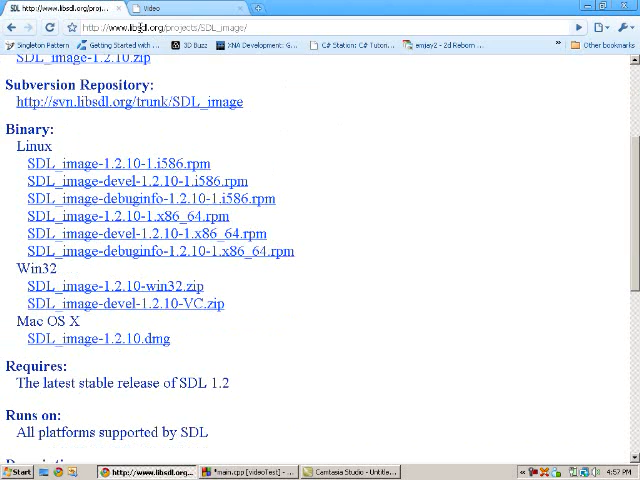 SDL http://www.libsdl.org/proj...
Video
http://www.libsdl.org/projects/SDL_image/
Singleton Pattern
Getting Started with...
3D Buzz
XNA Development: G...
C# Station: C# Tutor...
emjay2 - 2d Reborn ...
Other bookmarks
SDL_image-1.2.10.zip
Subversion Repository:
http://svn.libsdl.org/trunk/SDL_image
Binary:
Linux
SDL_image-1.2.10-1.i586.rpm
SDL_image-devel-1.2.10-1.i586.rpm
SDL_image-debuginfo-1.2.10-1.i586.rpm
SDL_image-1.2.10-1.x86_64.rpm
SDL_image-devel-1.2.10-1.x86_64.rpm
SDL_image-debuginfo-1.2.10-1.x86_64.rpm
Win32
SDL_image-1.2.10-win32.zip
SDL_image-devel-1.2.10-VC.zip
Mac OS X
SDL_image-1.2.10.dmg
Requires:
The latest stable release of SDL 1.2
Runs on:
All platforms supported by SDL
Start
http://www.libsdl.org...
*main.cpp [videoTest] - ...
Camtasia Studio - Untitle...
4:57 PM